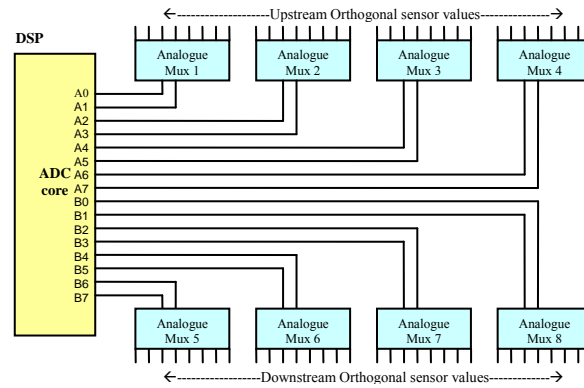 ←-------------------Upstream Orthogonal sensor values--------------→
DSP
Analogue Mux 1
Analogue Mux 2
Analogue Mux 3
Analogue Mux 4
A0
A1
A2
A3
A4
A5
ADC core
A6
A7
B0
B1
B2
B3
B4
B5
B6
B7
Analogue Mux 5
Analogue Mux 6
Analogue Mux 7
Analogue Mux 8
←-----------------Downstream Orthogonal sensor values------------→